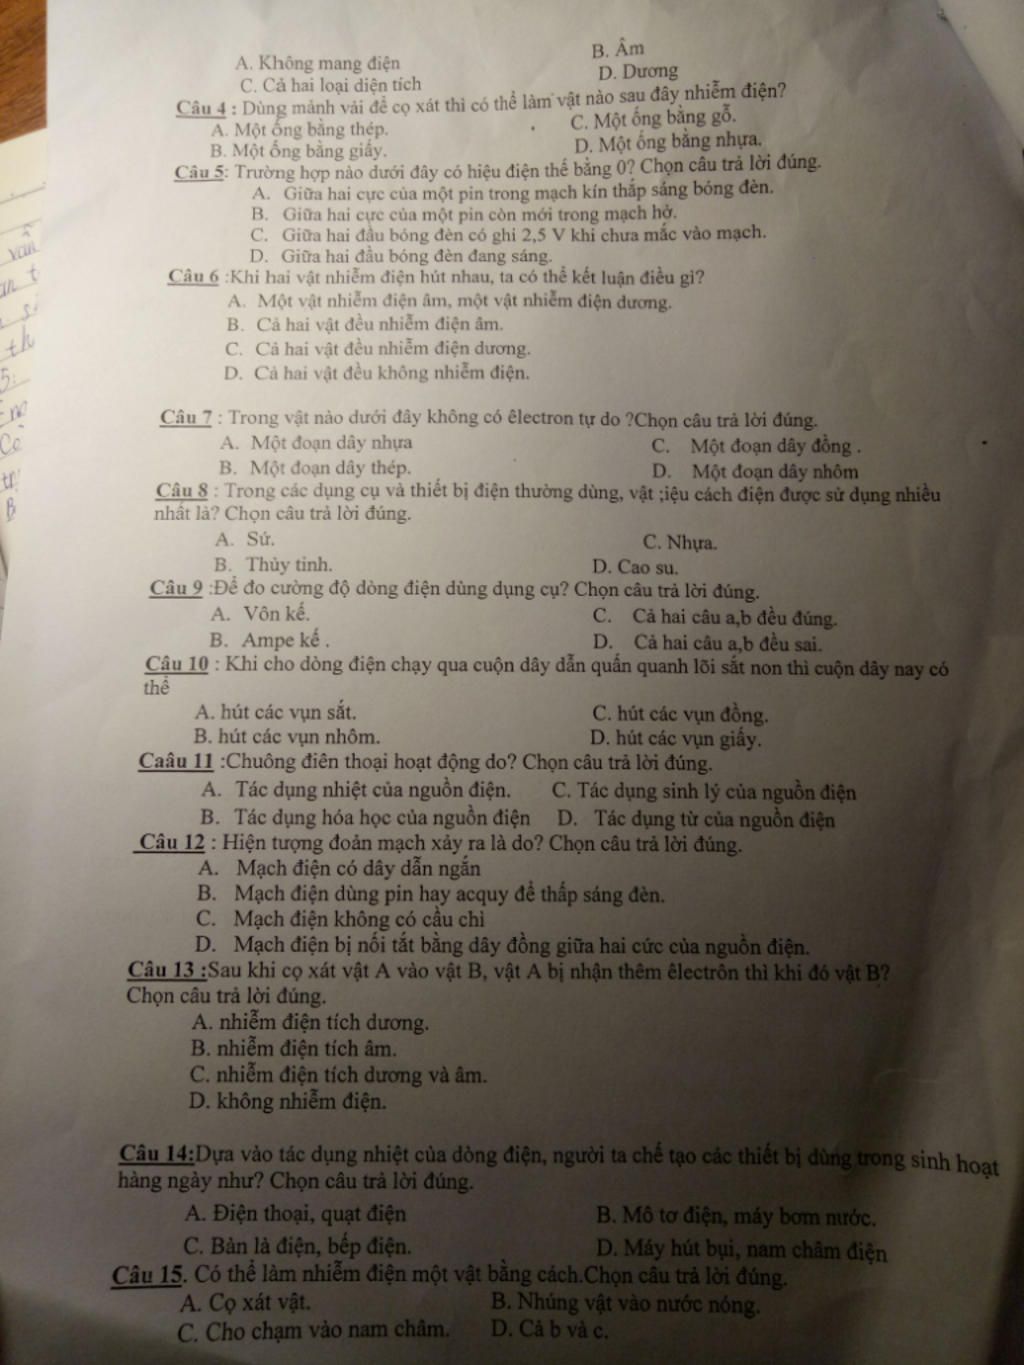 A. Không mang điện
B. Âm
C. Cả hai loại diện tích
D. Dương
Câu 4 : Dùng mảnh vải để cọ xát thì có thể làm vật nào sau đây nhiễm điện?
A. Một ống bằng thép.
C. Một ống bằng gỗ.
B. Một ống bằng giấy.
D. Một ống bằng nhựa.
Câu 5: Trường hợp nào dưới đây có hiệu điện thế bằng 0? Chọn câu trả lời đúng.
A. Giữa hai cực của một pin trong mạch kín thắp sáng bóng đèn.
B. Giữa hai cực của một pin còn mới trong mạch hở.
C. Giữa hai đầu bóng đèn có ghi 2,5 V khi chưa mắc vào mạch.
D. Giữa hai đầu bóng đèn đang sáng.
Câu 6 :Khi hai vật nhiễm điện hút nhau, ta có thể kết luận điều gì?
A. Một vật nhiễm điện âm, một vật nhiễm điện dương.
B. Cả hai vật đều nhiễm điện âm.
C. Cả hai vật đều nhiễm điện dương.
D. Cả hai vật đều không nhiễm điện.
Câu 7 : Trong vật nào dưới đây không có êlectron tự do ?Chọn câu trả lời đúng.
A. Một đoạn dây nhựa
C. Một đoạn dây đồng .
B. Một đoạn dây thép.
D. Một đoạn dây nhôm
Câu 8 : Trong các dụng cụ và thiết bị điện thường dùng, vật ;iệu cách điện được sử dụng nhiều
nhất là? Chọn câu trả lời đúng.
A. Sứ.
C. Nhựa.
B. Thủy tinh.
D. Cao su.
Câu 9 :Để đo cường độ dòng điện dùng dụng cụ? Chọn câu trả lời đúng.
A. Vôn kế.
C. Cả hai câu a,b đều đúng.
B. Ampe kế .
D. Cả hai câu a,b đều sai.
Câu 10 : Khi cho dòng điện chạy qua cuộn dây dẫn quấn quanh lõi sắt non thì cuộn dây nay có
thể
A. hút các vụn sắt.
C. hút các vụn đồng.
B. hút các vụn nhôm.
D. hút các vụn giấy.
Caâu 11 :Chuông điên thoại hoạt động do? Chọn câu trả lời đúng.
A. Tác dụng nhiệt của nguồn điện.
C. Tác dụng sinh lý của nguồn điện
B. Tác dụng hóa học của nguồn điện
D. Tác dụng từ của nguồn điện
Câu 12 : Hiện tượng đoản mạch xảy ra là do? Chọn câu trả lời đúng.
A. Mạch điện có dây dẫn ngắn
B. Mạch điện dùng pin hay acquy để thấp sáng đèn.
C. Mạch điện không có cầu chì
D. Mạch điện bị nối tắt bằng dây đồng giữa hai cức của nguồn điện.
Câu 13 :Sau khi cọ xát vật A vào vật B, vật A bị nhận thêm êlectrôn thì khi đó vật B?
Chọn câu trả lời đúng.
A. nhiễm điện tích dương.
B. nhiễm điện tích âm.
C. nhiễm điện tích dương và âm.
D. không nhiễm điện.
Câu 14:Dựa vào tác dụng nhiệt của dòng điện, người ta chế tạo các thiết bị dùng trong sinh hoạt
hàng ngày như? Chọn câu trả lời đúng.
A. Điện thoại, quạt điện
B. Mô tơ điện, máy bơm nước.
C. Bàn là điện, bếp điện.
D. Máy hút bụi, nam châm điện
Câu 15. Có thể làm nhiễm điện một vật bằng cách.Chọn câu trả lời đúng.
A. Cọ xát vật.
B. Nhúng vật vào nước nóng.
C. Cho chạm vào nam châm.
D. Cả b và c.